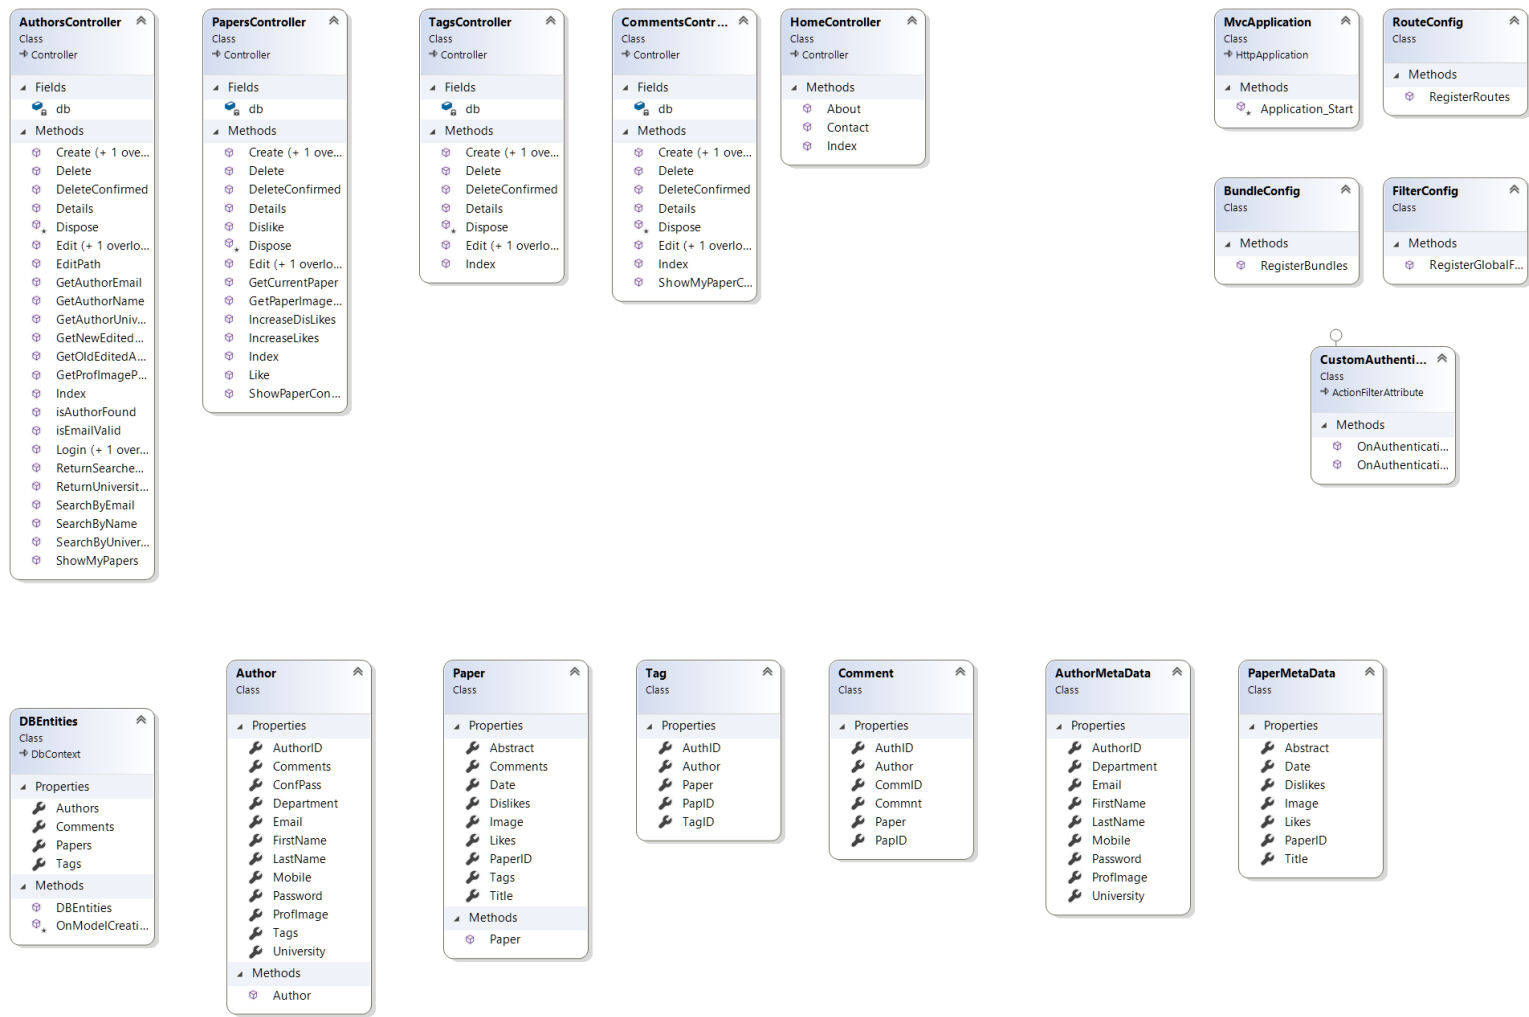 AuthorsController
Class
Controller
Fields
db
Methods
Create (+ 1 ove...
Delete
DeleteConfirmed
Details
Dispose
Edit (+ 1 overlo...
EditPath
GetAuthorEmail
GetAuthorName
GetAuthorUniv...
GetNewEdited...
GetOldEditedA...
GetProfImageP...
Index
isAuthorFound
isEmailValid
Login (+ 1 over...
ReturnSearche...
ReturnUniversit...
SearchByEmail
SearchByName
SearchByUniver...
ShowMyPapers
PapersController
Class
Controller
Fields
db
Methods
Create (+ 1 ove...
Delete
DeleteConfirmed
Details
Dislike
Dispose
Edit (+ 1 overlo...
GetCurrentPaper
GetPaperImage...
IncreaseDisLikes
IncreaseLikes
Index
Like
ShowPaperCon...
TagsController
Class
Controller
Fields
db
Methods
Create (+ 1 ove...
Delete
DeleteConfirmed
Details
Dispose
Edit (+ 1 overlo...
Index
CommentsContr...
Class
Controller
Fields
db
Methods
Create (+ 1 ove...
Delete
DeleteConfirmed
Details
Dispose
Edit (+ 1 overlo...
Index
ShowMyPaperC...
HomeController
Class
Controller
Methods
About
Contact
Index
MvcApplication
Class
HttpApplication
Methods
Application_Start
RouteConfig
Class
Methods
RegisterRoutes
BundleConfig
Class
Methods
RegisterBundles
FilterConfig
Class
Methods
RegisterGlobalF...
CustomAuthenti...
Class
ActionFilterAttribute
Methods
OnAuthenticati...
OnAuthenticati...
DBEntities
Class
DbContext
Properties
Authors
Comments
Papers
Tags
Methods
DBEntities
OnModelCreati...
Author
Class
Properties
AuthorID
Comments
ConfPass
Department
Email
FirstName
LastName
Mobile
Password
ProfImage
Tags
University
Methods
Author
Paper
Class
Properties
Abstract
Comments
Date
Dislikes
Image
Likes
PaperID
Tags
Title
Methods
Paper
Tag
Class
Properties
AuthID
Author
Paper
PapID
TagID
Comment
Class
Properties
AuthID
Author
CommID
Commnt
Paper
PapID
AuthorMetaData
Class
Properties
AuthorID
Department
Email
FirstName
LastName
Mobile
Password
ProfImage
University
PaperMetaData
Class
Properties
Abstract
Date
Dislikes
Image
Likes
PaperID
Title